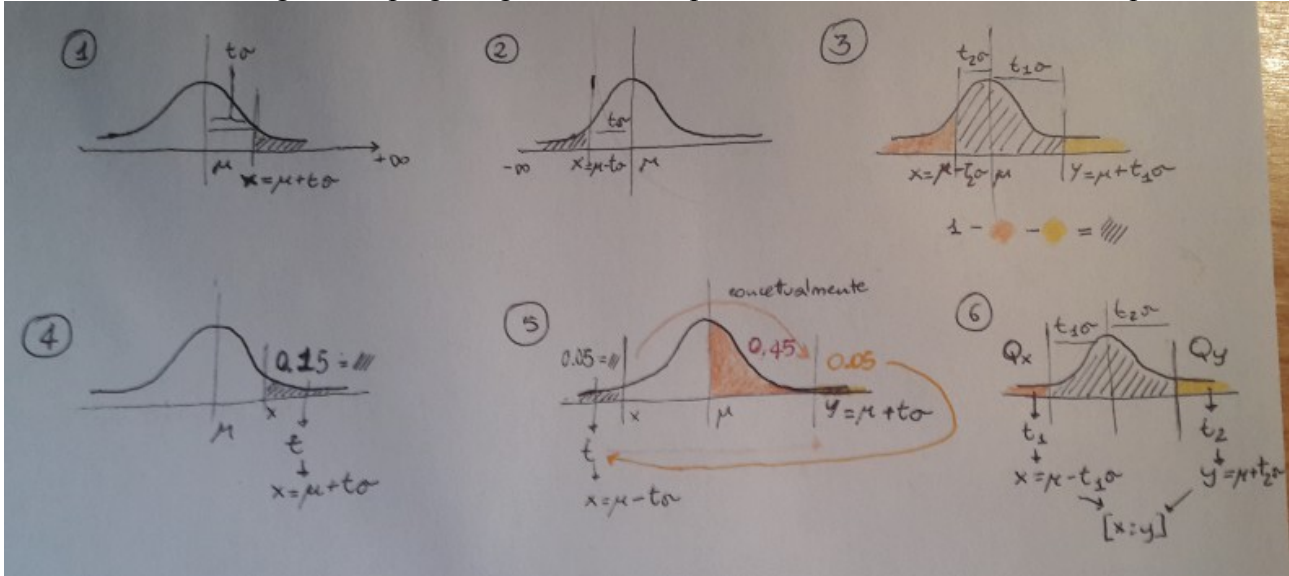 1
tσ
μ
x=μ+tσ
+∞
2
tσ
-∞
x=μ-tσ
μ
3
t₂σ
t₁σ
x=μ-t₂σ
μ
y=μ+t₁σ
1 - - =
4
0.15=
μ
x
t
x=μ+tσ
5
concetualmente
0.05=
0.45
0.05
x
μ
y=μ+tσ
t
x=μ-tσ
6
t₁σ
t₂σ
Qx
Qy
t₁
t₂
x=μ-t₁σ
y=μ+t₂σ
[x:y]